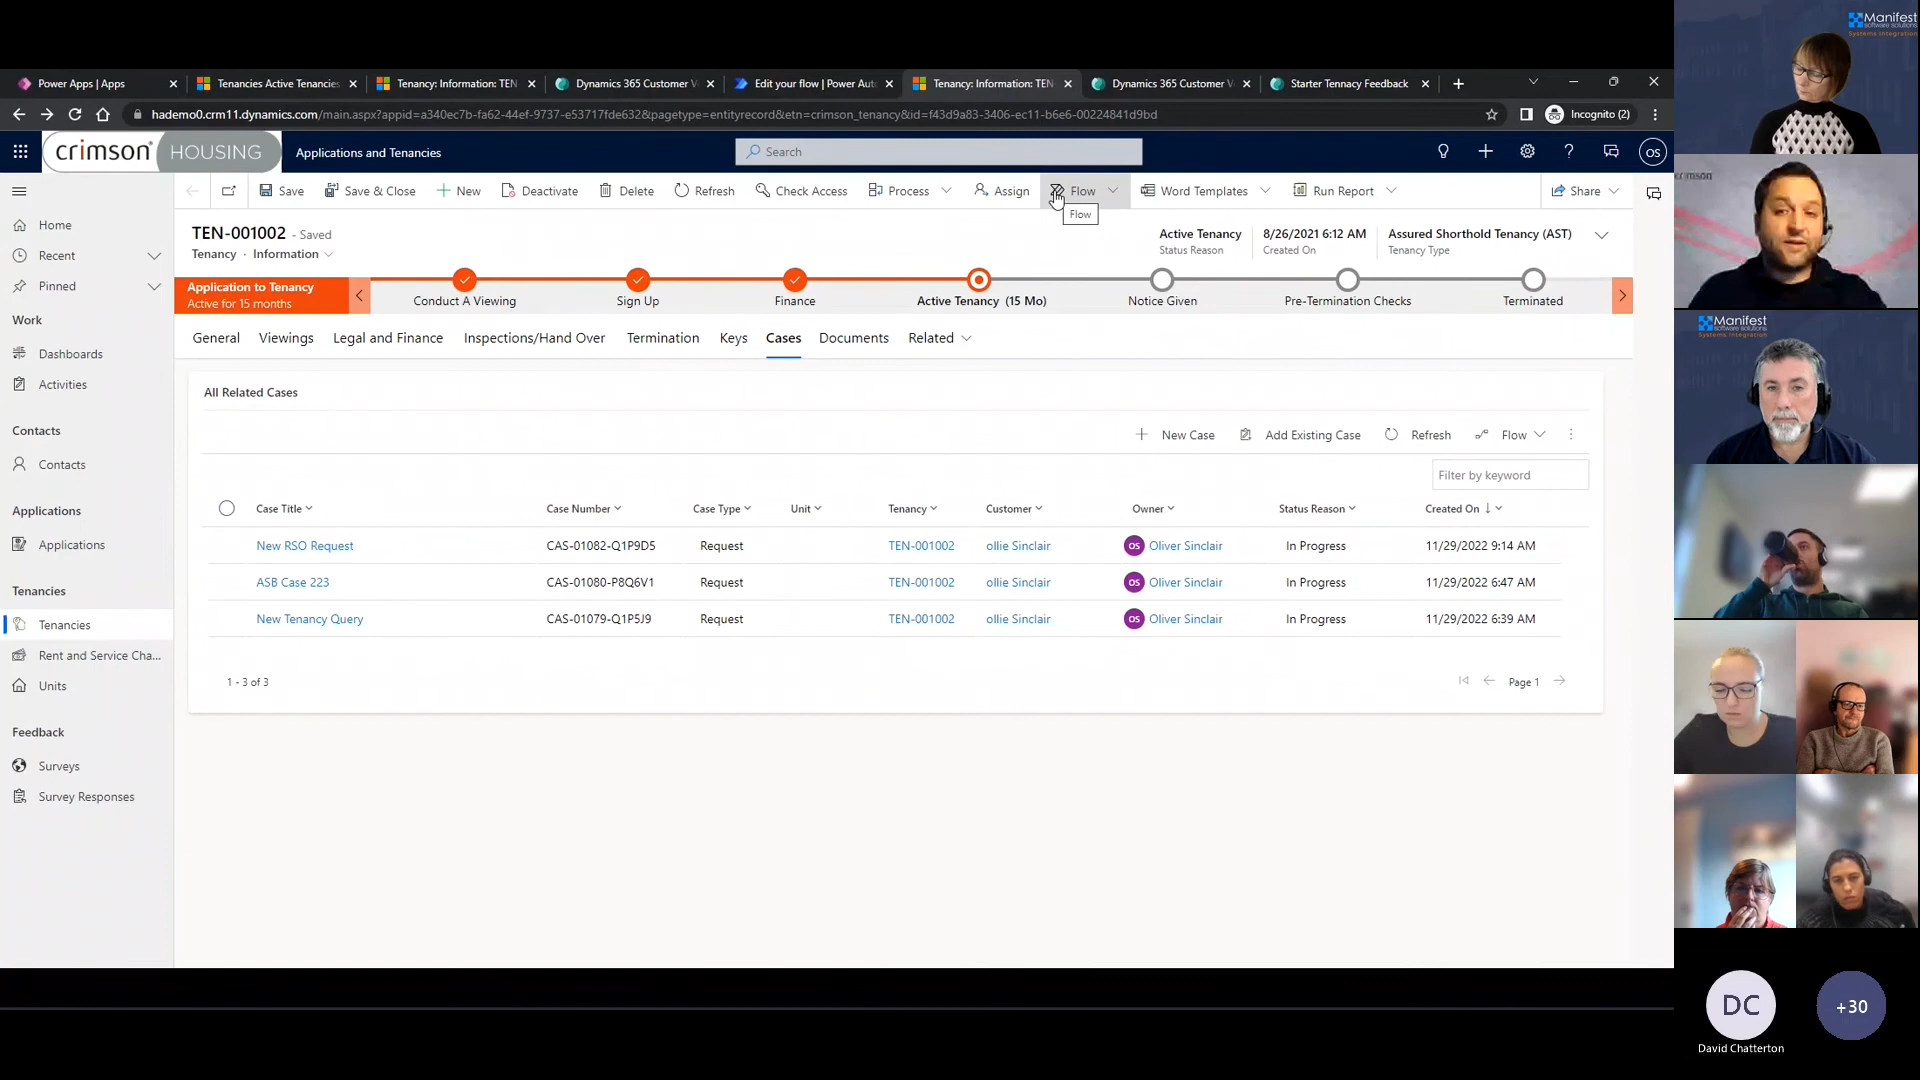 Power Apps | Apps
Tenancies Active Tenancies
Tenancy: Information: TEN
Dynamics 365 Customer V
Edit your flow | Power Auto
Tenancy: Information: TEN
Dynamics 365 Customer V
Starter Tennacy Feedback
hademo0.crm11.dynamics.com/main.aspx?appid=a340ec7b-fa62-44ef-9737-e53717fde632&pagetype=entityrecord&etn=crimson_tenancy&id=f43d9a83-3406-ec11-b6e6-00224841d9bd
Incognito (2)
crimson HOUSING
Applications and Tenancies
Search
OS
Save
Save & Close
New
Deactivate
Delete
Refresh
Check Access
Process
Assign
Flow
Word Templates
Run Report
Share
Flow
TEN-001002 - Saved
Tenancy · Information
Active Tenancy
Status Reason
8/26/2021 6:12 AM
Created On
Assured Shorthold Tenancy (AST)
Tenancy Type
Application to Tenancy
Active for 15 months
Conduct A Viewing
Sign Up
Finance
Active Tenancy (15 Mo)
Notice Given
Pre-Termination Checks
Terminated
General
Viewings
Legal and Finance
Inspections/Hand Over
Termination
Keys
Cases
Documents
Related
Home
Recent
Pinned
Work
Dashboards
Activities
Contacts
Contacts
Applications
Applications
Tenancies
Tenancies
Rent and Service Cha...
Units
Feedback
Surveys
Survey Responses
All Related Cases
New Case
Add Existing Case
Refresh
Flow
Filter by keyword
Case Title
Case Number
Case Type
Unit
Tenancy
Customer
Owner
Status Reason
Created On
New RSO Request CAS-01082-Q1P9D5 Request TEN-001002 ollie Sinclair OS Oliver Sinclair In Progress 11/29/2022 9:14 AM
ASB Case 223 CAS-01080-P8Q6V1 Request TEN-001002 ollie Sinclair OS Oliver Sinclair In Progress 11/29/2022 6:47 AM
New Tenancy Query CAS-01079-Q1P5J9 Request TEN-001002 ollie Sinclair OS Oliver Sinclair In Progress 11/29/2022 6:39 AM
1 - 3 of 3
Page 1
Manifest
software solutions
Systems Integration
crimson
Manifest
software solutions
Systems Integration
DC
David Chatterton
+30